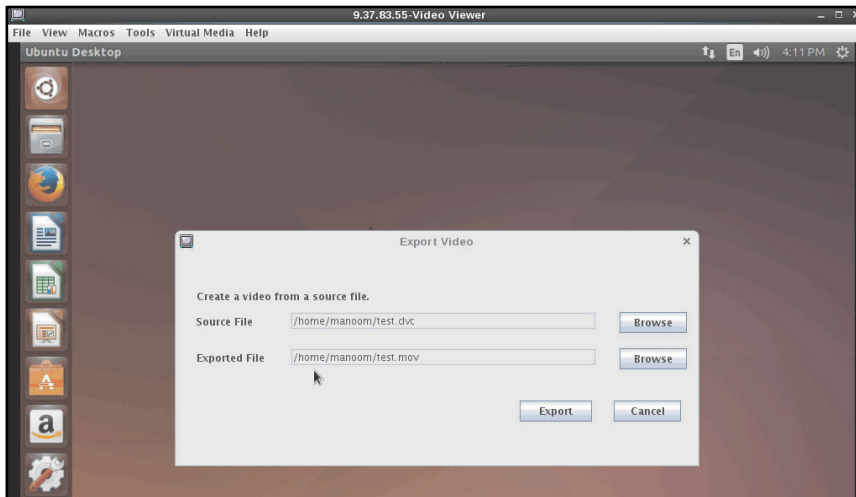 9.37.83.55-Video Viewer
File View Macros Tools Virtual Media Help
Ubuntu Desktop En 4:11 PM
Export Video
Create a video from a source file.
Source File /home/manoom/test.dvc Browse
Exported File /home/manoom/test.mov Browse
Export Cancel
A
a